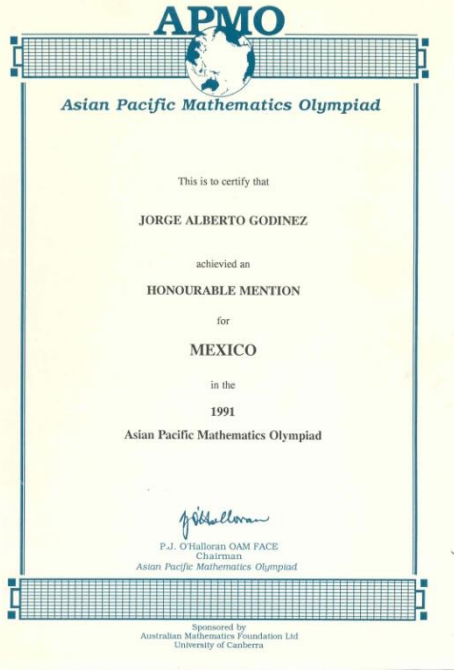 APMO
Asian Pacific Mathematics Olympiad
This is to certify that
JORGE ALBERTO GODINEZ
achievied an
HONOURABLE MENTION
for
MEXICO
in the
1991
Asian Pacific Mathematics Olympiad
P.J. O'Halloran
P.J. O'Halloran OAM FACE
Chairman
Asian Pacific Mathematics Olympiad
Sponsored by
Australian Mathematics Foundation Ltd
University of Canberra